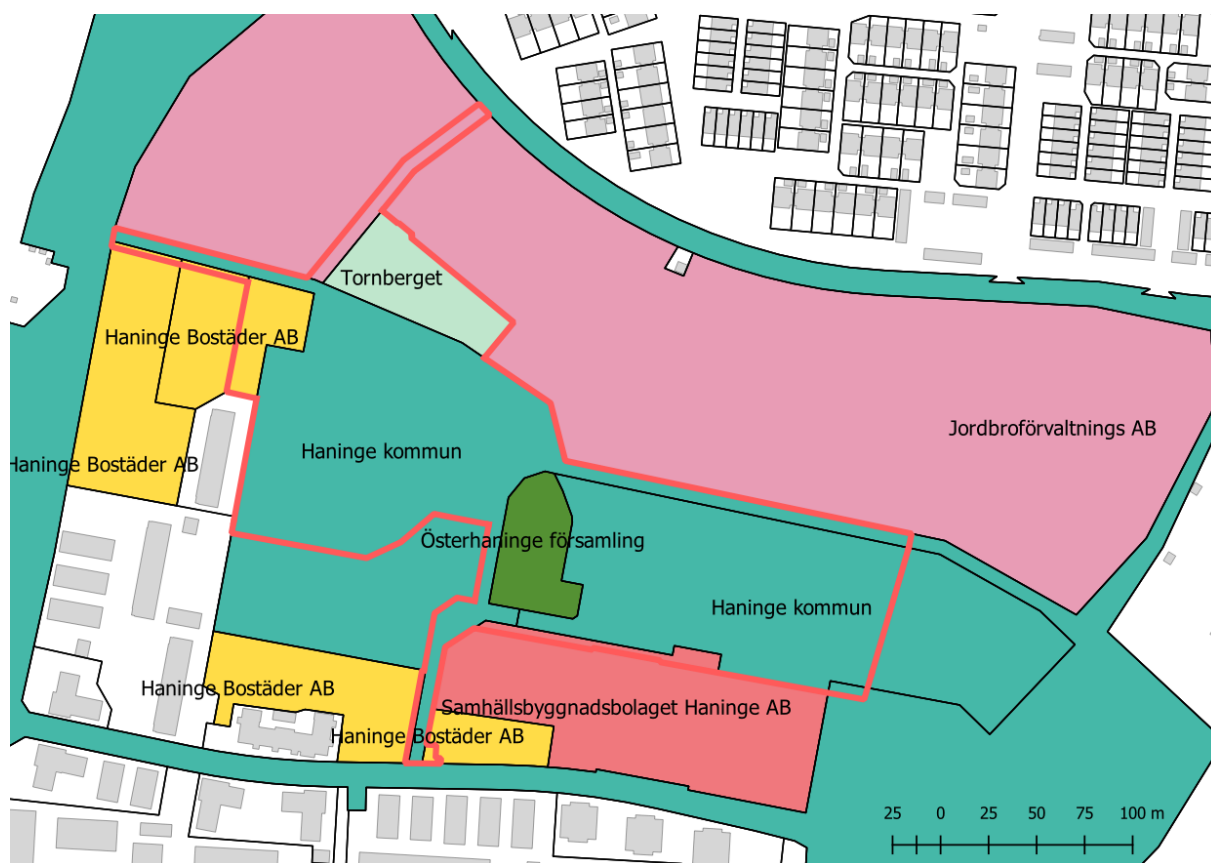 Tornberget
Haninge Bostäder AB
Jordbroförvaltnings AB
Haninge kommun
Haninge Bostäder AB
Österhaninge församling
Haninge kommun
Haninge Bostäder AB
Samhällsbyggnadsbolaget Haninge AB
Haninge Bostäder AB
25 0 25 50 75 100 m